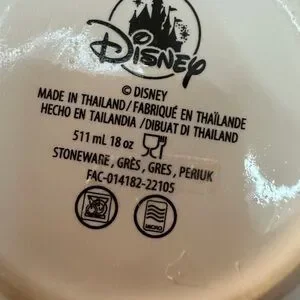 Disney
© DISNEY
MADE IN THAILAND / FABRIQUÉ EN THAÏLANDE
HECHO EN TAILANDIA / DIBUAT DI THAILAND
511 mL 18 oz
STONEWARE, GRÈS, GRES, PERIUK
FAC-014182-22105
MICRO